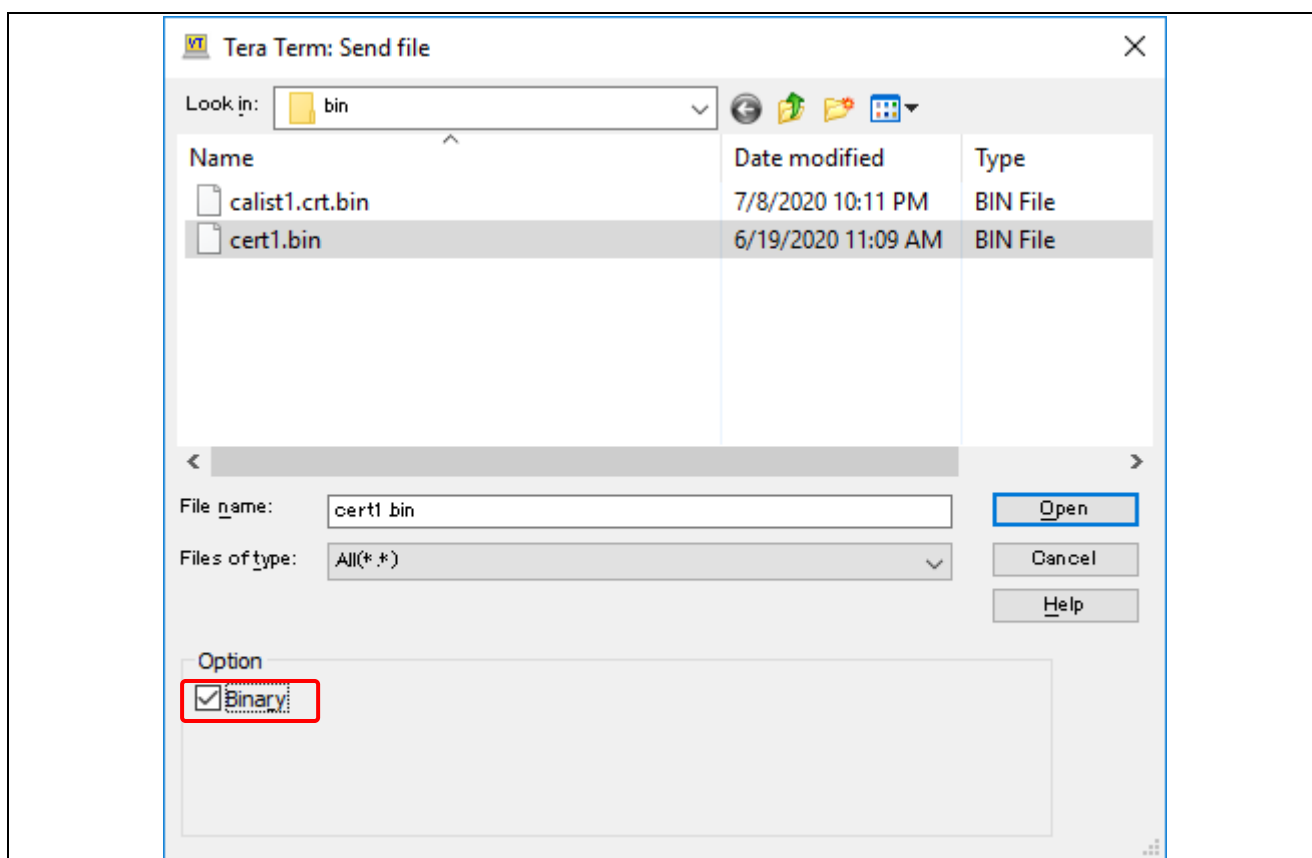 VT Tera Term: Send file
Look in: bin
Name Date modified Type
calist1.crt.bin 7/8/2020 10:11 PM BIN File
cert1.bin 6/19/2020 11:09 AM BIN File
File name: cert1.bin Open
Files of type: All(*.*) Cancel
Help
Option
Binary